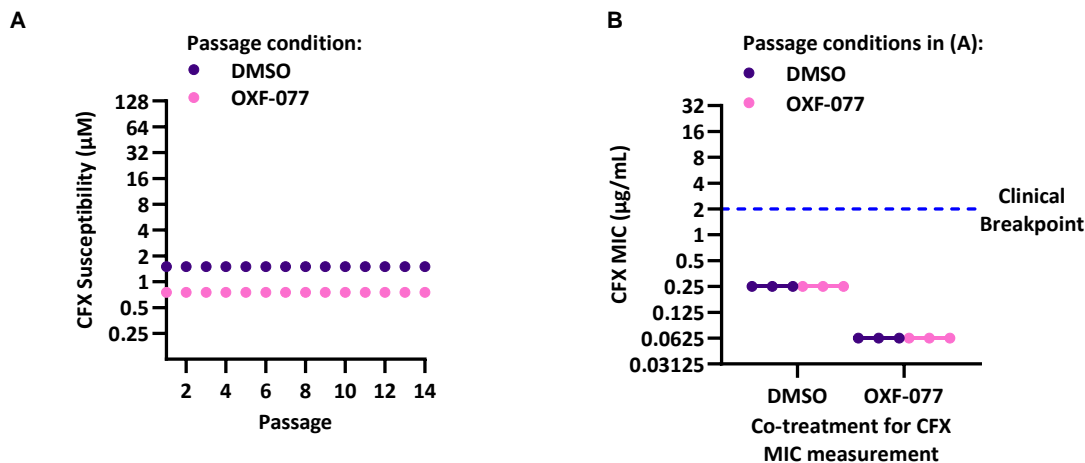 A
Passage condition:
DMSO
OXF-077
CFX Susceptibility (µM)
128
64
32
16
8
4
2
1
0.5
0.25
2 4 6 8 10 12 14
Passage
B
Passage conditions in (A):
DMSO
OXF-077
CFX MIC (µg/mL)
32
16
8
4
2
1
0.5
0.25
0.125
0.0625
0.03125
Clinical
Breakpoint
DMSO OXF-077
Co-treatment for CFX
MIC measurement